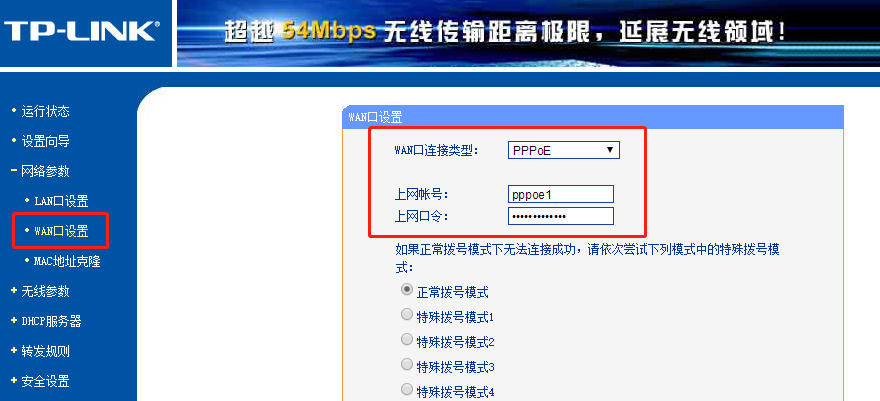 TP-LINK®
超越 54Mbps 无线传输距离极限，延展无线领域！
运行状态
设置向导
网络参数
LAN口设置
WAN口设置
MAC地址克隆
无线参数
DHCP服务器
转发规则
安全设置
WAN口设置
WAN口连接类型： PPPoE
上网帐号： pppoe1
上网口令： •••••••••••••
如果正常拨号模式下无法连接成功，请依次尝试下列模式中的特殊拨号模
式：
正常拨号模式
特殊拨号模式1
特殊拨号模式2
特殊拨号模式3
特殊拨号模式4